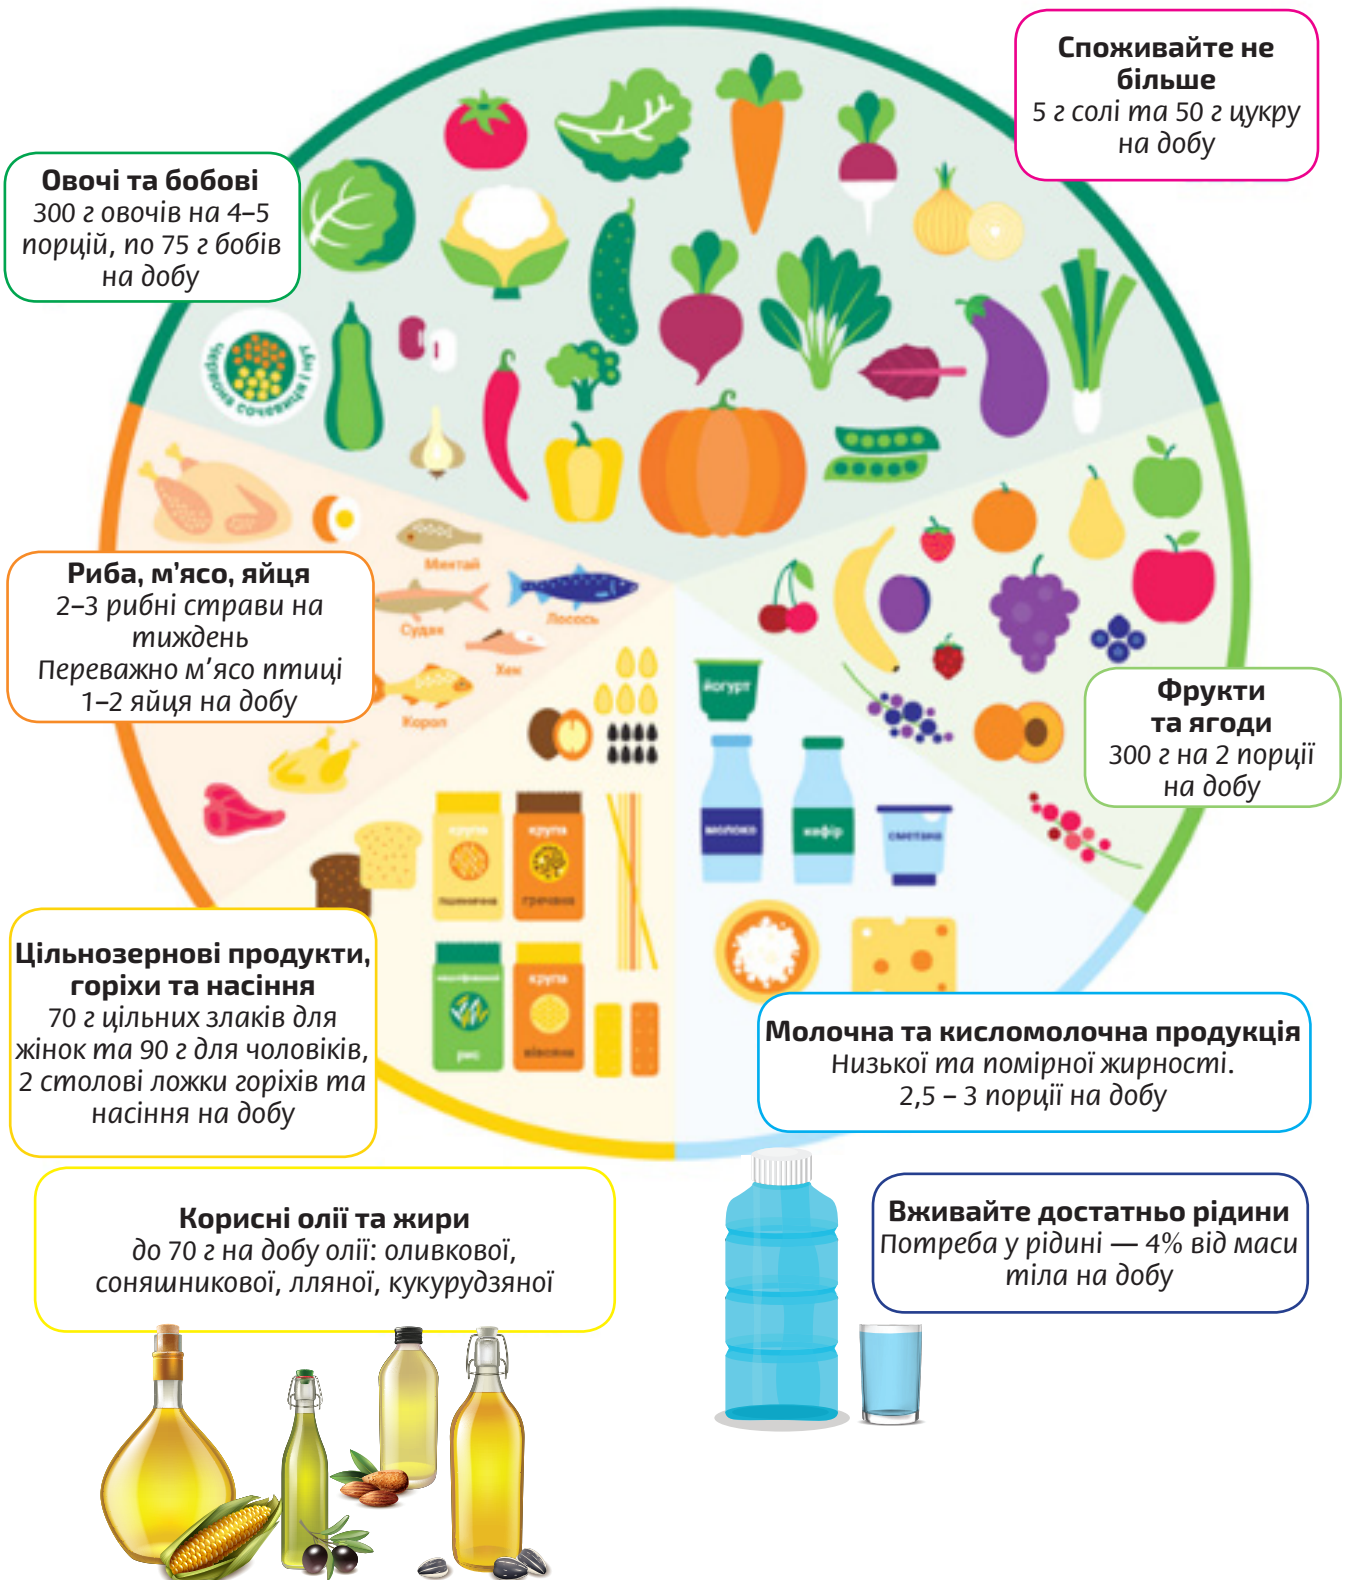 Споживайте не
більше
5 г солі та 50 г цукру
на добу
Овочі та бобові
300 г овочів на 4–5
порцій, по 75 г бобів
на добу
червона сочевиця і нут
Риба, м’ясо, яйця
2–3 рибні страви на
тиждень
Переважно м’ясо птиці
1–2 яйця на добу
Минтай
Судак
Лосось
Хек
Короп
йогурт
молоко
кефір
сметана
Фрукти
та ягоди
300 г на 2 порції
на добу
крупа
пшенична
крупа
гречана
рис
крупа
вівсяна
Цільнозернові продукти,
горіхи та насіння
70 г цільних злаків для
жінок та 90 г для чоловіків,
2 столові ложки горіхів та
насіння на добу
Молочна та кисломолочна продукція
Низької та помірної жирності.
2,5 – 3 порції на добу
Корисні олії та жири
до 70 г на добу олії: оливкової,
соняшникової, лляної, кукурудзяної
Вживайте достатньо рідини
Потреба у рідині — 4% від маси
тіла на добу